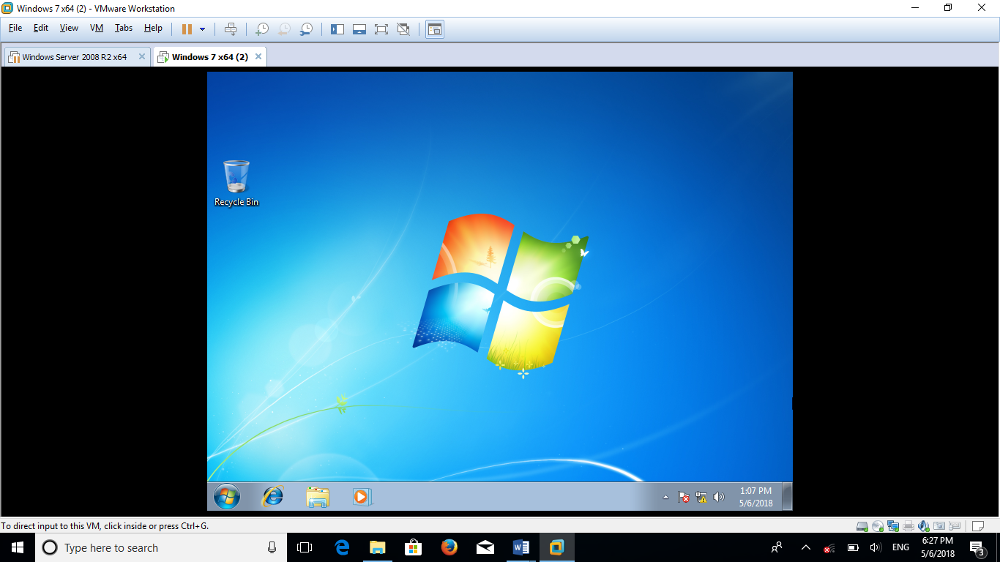 Windows 7 x64 (2) - VMware Workstation
File Edit View VM Tabs Help
Windows Server 2008 R2 x64 Windows 7 x64 (2)
Recycle Bin
1:07 PM
5/6/2018
To direct input to this VM, click inside or press Ctrl+G.
Type here to search
ENG
6:27 PM
5/6/2018
3